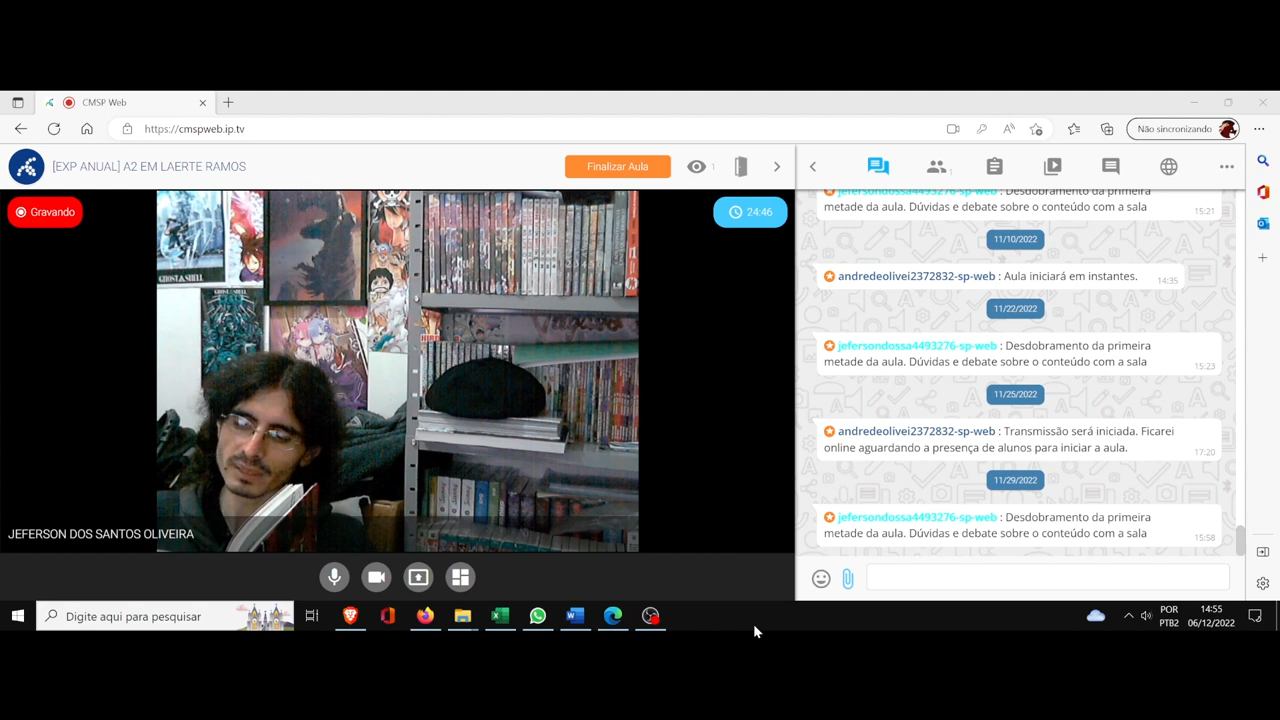 CMSP Web
https://cmspweb.ip.tv
Não sincronizando
[EXP ANUAL] A2 EM LAERTE RAMOS
Finalizar Aula
1
Gravando
24:46
GHOST IN THE SHELL
JEFERSON DOS SANTOS OLIVEIRA
jefersondossa4493276-sp-web : Desdobramento da primeira
metade da aula. Dúvidas e debate sobre o conteúdo com a sala
15:21
11/10/2022
andredeolivei2372832-sp-web : Aula iniciará em instantes.
14:35
11/22/2022
jefersondossa4493276-sp-web : Desdobramento da primeira
metade da aula. Dúvidas e debate sobre o conteúdo com a sala
15:23
11/25/2022
andredeolivei2372832-sp-web : Transmissão será iniciada. Ficarei
online aguardando a presença de alunos para iniciar a aula.
17:20
11/29/2022
jefersondossa4493276-sp-web : Desdobramento da primeira
metade da aula. Dúvidas e debate sobre o conteúdo com a sala
15:58
Digite aqui para pesquisar
POR
PTB2
14:55
06/12/2022